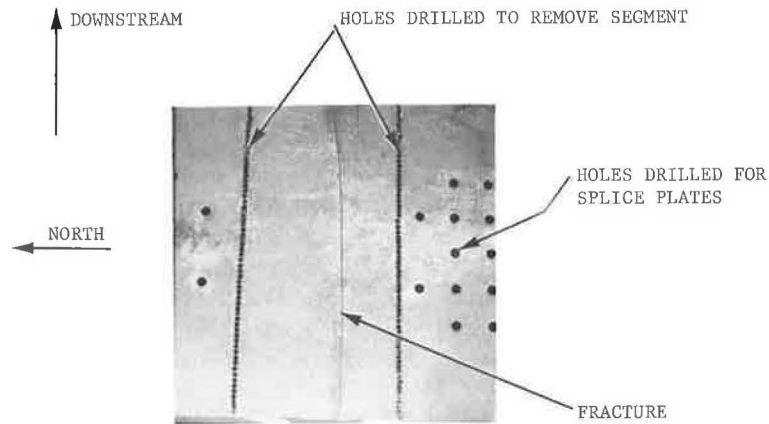 DOWNSTREAM
HOLES DRILLED TO REMOVE SEGMENT
HOLES DRILLED FOR
SPLICE PLATES
NORTH
FRACTURE